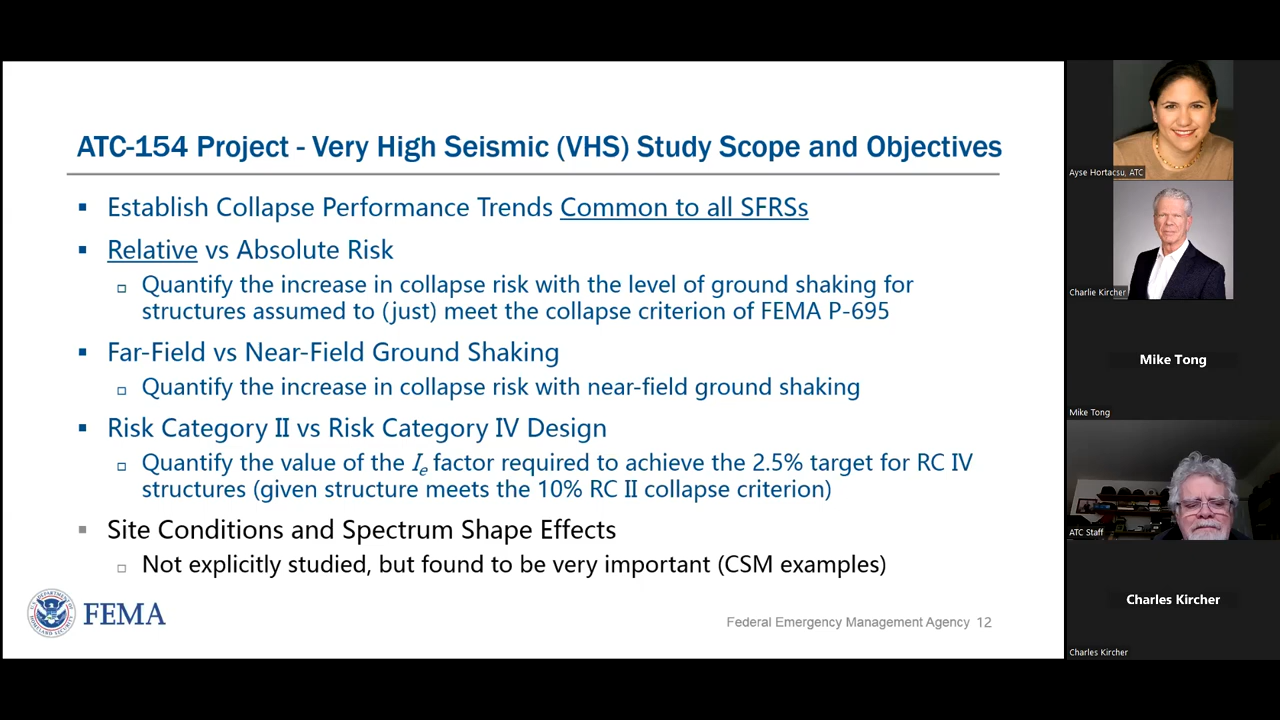 ATC-154 Project - Very High Seismic (VHS) Study Scope and Objectives
▪ Establish Collapse Performance Trends Common to all SFRSs
▪ Relative vs Absolute Risk
▫ Quantify the increase in collapse risk with the level of ground shaking for
structures assumed to (just) meet the collapse criterion of FEMA P-695
▪ Far-Field vs Near-Field Ground Shaking
▫ Quantify the increase in collapse risk with near-field ground shaking
▪ Risk Category II vs Risk Category IV Design
▫ Quantify the value of the Ie factor required to achieve the 2.5% target for RC IV
structures (given structure meets the 10% RC II collapse criterion)
▪ Site Conditions and Spectrum Shape Effects
▫ Not explicitly studied, but found to be very important (CSM examples)
FEMA
Federal Emergency Management Agency 12
Ayse Hortacsu, ATC
Charlie Kircher
Mike Tong
Mike Tong
ATC Staff
Charles Kircher
Charles Kircher